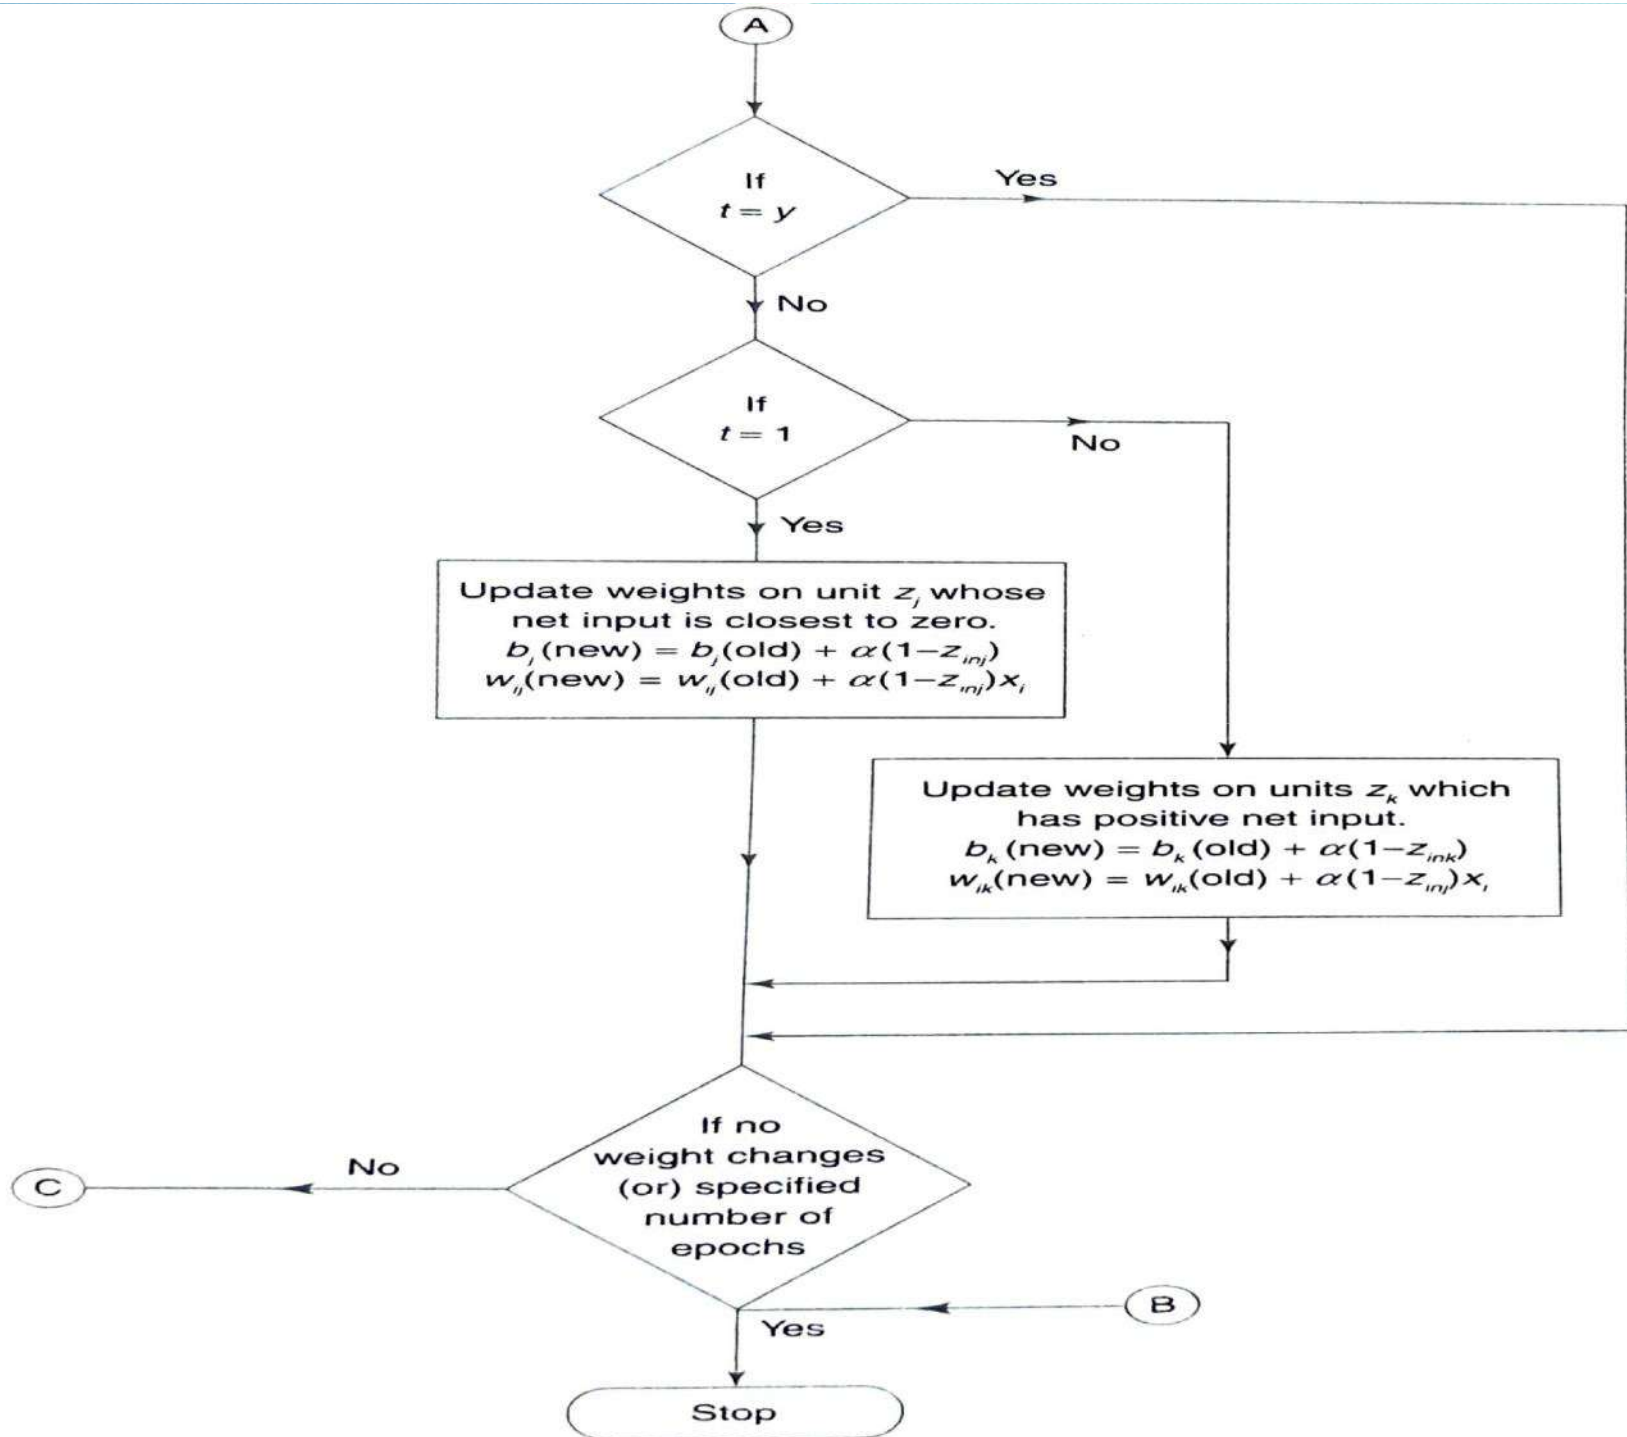 A
If
t = y
Yes
No
If
t = 1
No
Yes
Update weights on unit z_j whose
net input is closest to zero.
b_j(new) = b_j(old) + α(1−z_inj)
w_ij(new) = w_ij(old) + α(1−z_inj)x_i
Update weights on units z_k which
has positive net input.
b_k(new) = b_k(old) + α(1−z_ink)
w_ik(new) = w_ik(old) + α(1−z_inj)x_i
If no
weight changes
(or) specified
number of
epochs
No
C
B
Yes
Stop